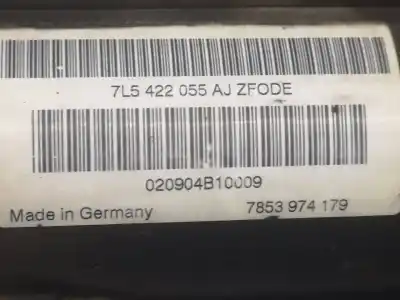 7L5 422 055 AJ ZFODE
020904B10009
Made in Germany 7853 974 179